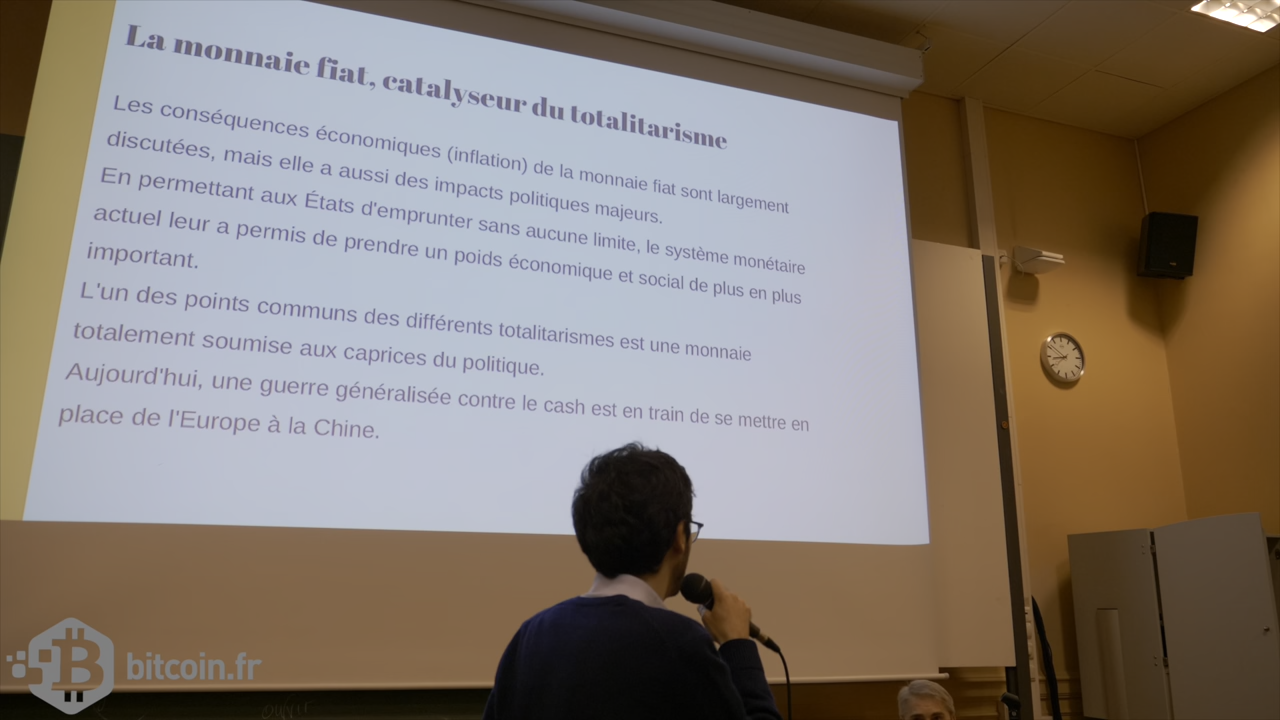 La monnaie fiat, catalyseur du totalitarisme
Les conséquences économiques (inflation) de la monnaie fiat sont largement
discutées, mais elle a aussi des impacts politiques majeurs.
En permettant aux États d'emprunter sans aucune limite, le système monétaire
actuel leur a permis de prendre un poids économique et social de plus en plus
important.
L'un des points communs des différents totalitarismes est une monnaie
totalement soumise aux caprices du politique.
Aujourd'hui, une guerre généralisée contre le cash est en train de se mettre en
place de l'Europe à la Chine.
bitcoin.fr